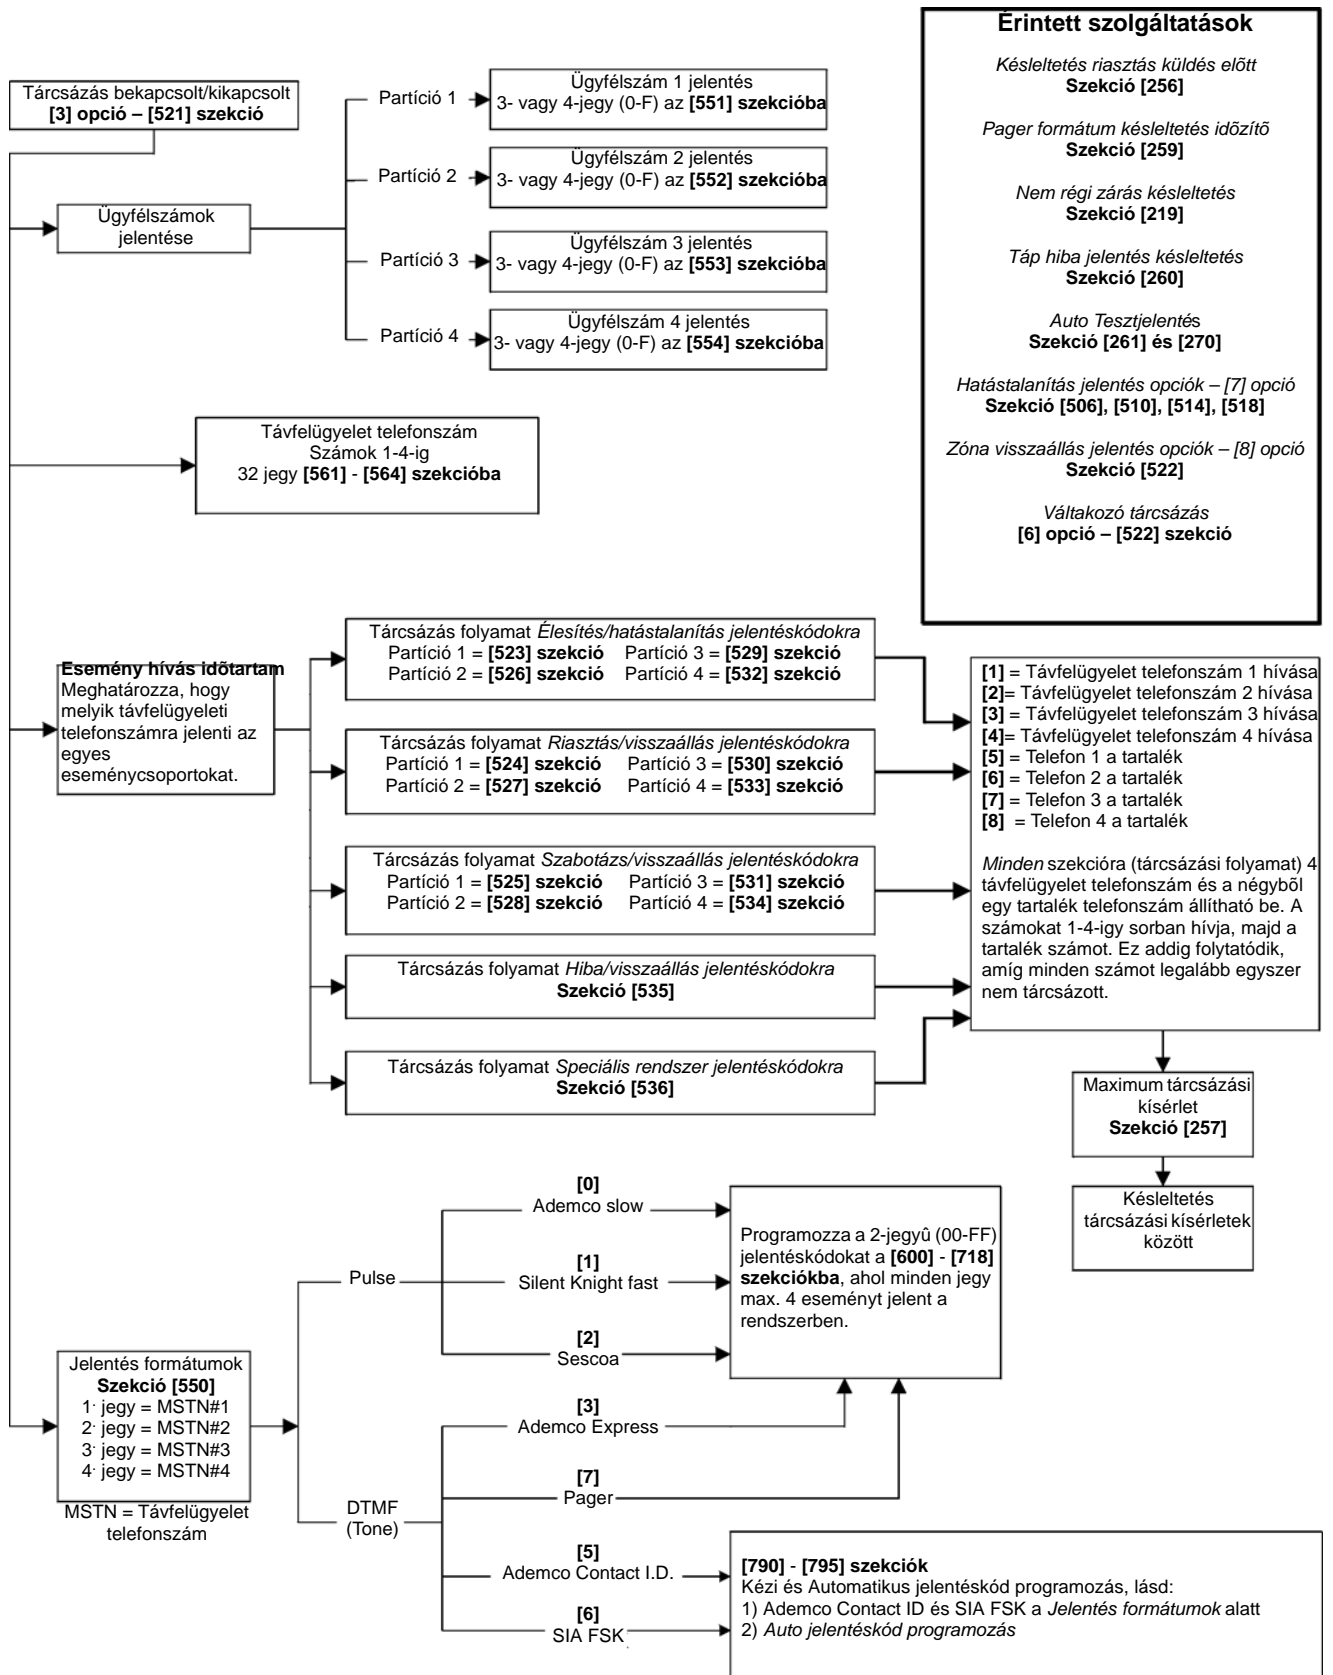 Érintett szolgáltatások
Késleltetés riasztás küldés elõtt
Szekció [256]
Pager formátum késleltetés idõzítõ
Szekció [259]
Nem régi zárás késleltetés
Szekció [219]
Táp hiba jelentés késleltetés
Szekció [260]
Auto Tesztjelentés
Szekció [261] és [270]
Hatástalanítás jelentés opciók – [7] opció
Szekció [506], [510], [514], [518]
Zóna visszaállás jelentés opciók – [8] opció
Szekció [522]
Váltakozó tárcsázás
[6] opció – [522] szekció
Tárcsázás bekapcsolt/kikapcsolt
[3] opció – [521] szekció
Ügyfélszámok
jelentése
Partíció 1
Ügyfélszám 1 jelentés
3- vagy 4-jegy (0-F) az [551] szekcióba
Partíció 2
Ügyfélszám 2 jelentés
3- vagy 4-jegy (0-F) az [552] szekcióba
Partíció 3
Ügyfélszám 3 jelentés
3- vagy 4-jegy (0-F) az [553] szekcióba
Partíció 4
Ügyfélszám 4 jelentés
3- vagy 4-jegy (0-F) az [554] szekcióba
Távfelügyelet telefonszám
Számok 1-4-ig
32 jegy [561] - [564] szekcióba
Esemény hívás idõtartam
Meghatározza, hogy
melyik távfelügyeleti
telefonszámra jelenti az
egyes
eseménycsoportokat.
Tárcsázás folyamat Élesítés/hatástalanítás jelentéskódokra
Partíció 1 = [523] szekció Partíció 3 = [529] szekció
Partíció 2 = [526] szekció Partíció 4 = [532] szekció
Tárcsázás folyamat Riasztás/visszaállás jelentéskódokra
Partíció 1 = [524] szekció Partíció 3 = [530] szekció
Partíció 2 = [527] szekció Partíció 4 = [533] szekció
Tárcsázás folyamat Szabotázs/visszaállás jelentéskódokra
Partíció 1 = [525] szekció Partíció 3 = [531] szekció
Partíció 2 = [528] szekció Partíció 4 = [534] szekció
Tárcsázás folyamat Hiba/visszaállás jelentéskódokra
Szekció [535]
Tárcsázás folyamat Speciális rendszer jelentéskódokra
Szekció [536]
[1] = Távfelügyelet telefonszám 1 hívása
[2]= Távfelügyelet telefonszám 2 hívása
[3] = Távfelügyelet telefonszám 3 hívása
[4]= Távfelügyelet telefonszám 4 hívása
[5] = Telefon 1 a tartalék
[6] = Telefon 2 a tartalék
[7] = Telefon 3 a tartalék
[8] = Telefon 4 a tartalék
Minden szekcióra (tárcsázási folyamat) 4
távfelügyelet telefonszám és a négybõl
egy tartalék telefonszám állítható be. A
számokat 1-4-igy sorban hívja, majd a
tartalék számot. Ez addig folytatódik,
amíg minden számot legalább egyszer
nem tárcsázott.
Maximum tárcsázási
kísérlet
Szekció [257]
Késleltetés
tárcsázási kísérletek
között
Jelentés formátumok
Szekció [550]
1. jegy = MSTN#1
2. jegy = MSTN#2
3. jegy = MSTN#3
4. jegy = MSTN#4
MSTN = Távfelügyelet
telefonszám
Pulse
[0]
Ademco slow
[1]
Silent Knight fast
[2]
Sescoa
Programozza a 2-jegyû (00-FF)
jelentéskódokat a [600] - [718]
szekciókba, ahol minden jegy
max. 4 eseményt jelent a
rendszerben.
DTMF
(Tone)
[3]
Ademco Express
[7]
Pager
[5]
Ademco Contact I.D.
[6]
SIA FSK
[790] - [795] szekciók
Kézi és Automatikus jelentéskód programozás, lásd:
1) Ademco Contact ID és SIA FSK a Jelentés formátumok alatt
2) Auto jelentéskód programozás